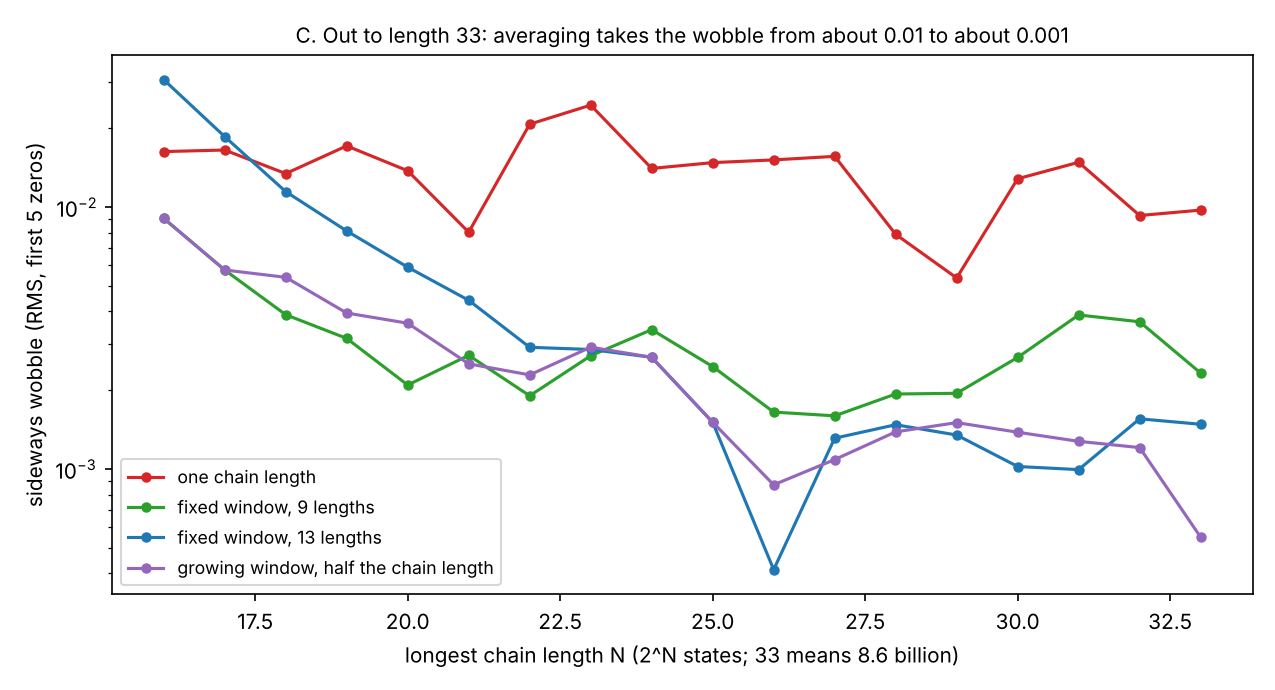 C. Out to length 33: averaging takes the wobble from about 0.01 to about 0.001
sideways wobble (RMS, first 5 zeros)
10⁻²
10⁻³
one chain length
fixed window, 9 lengths
fixed window, 13 lengths
growing window, half the chain length
17.5 20.0 22.5 25.0 27.5 30.0 32.5
longest chain length N (2^N states; 33 means 8.6 billion)